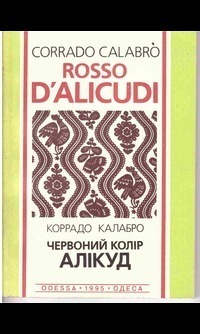 CORRADO CALABRÒ
ROSSO
D'ALICUDI
КОРРАДО КАЛАБРО
ЧЕРВОНИЙ КОЛІР
АЛІКУД
ODESSA • 1995 • ОДЕСА